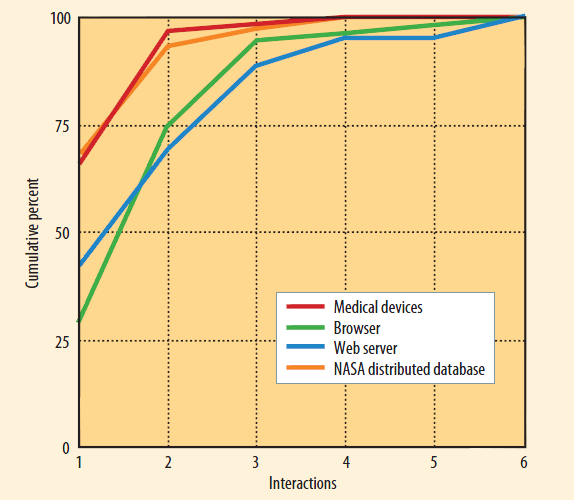 100
75
50
25
0
Cumulative percent
Medical devices
Browser
Web server
NASA distributed database
1 2 3 4 5 6
Interactions